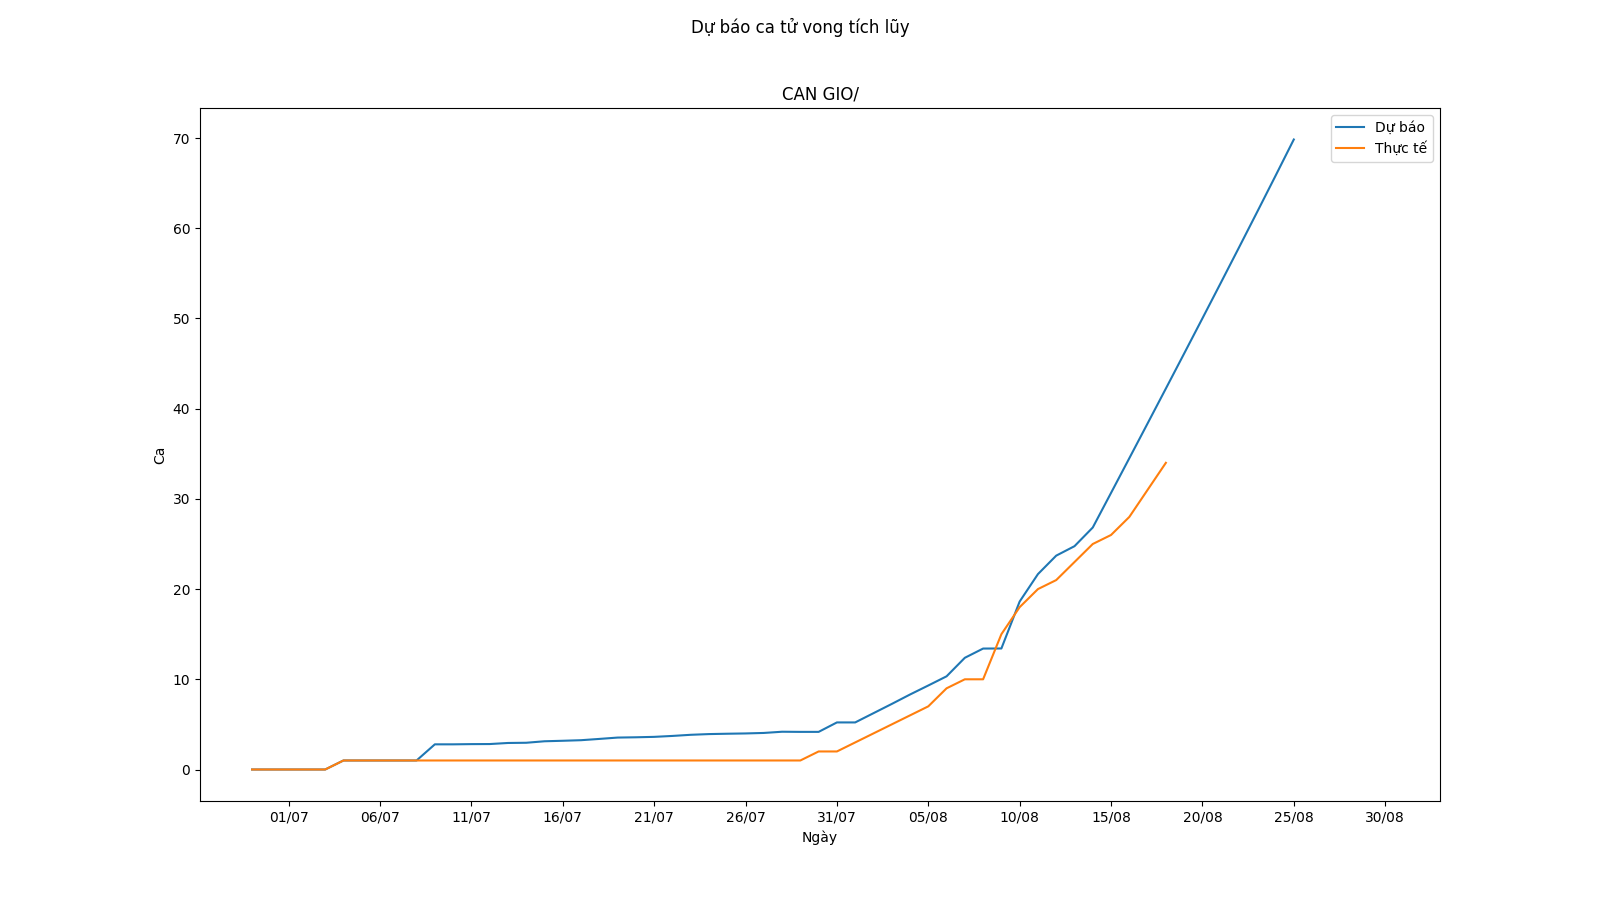 Dự báo ca tử vong tích lũy
CAN GIO/
Dự báo
Thực tế
70
60
50
40
30
20
10
0
Ca
01/07 06/07 11/07 16/07 21/07 26/07 31/07 05/08 10/08 15/08 20/08 25/08 30/08
Ngày